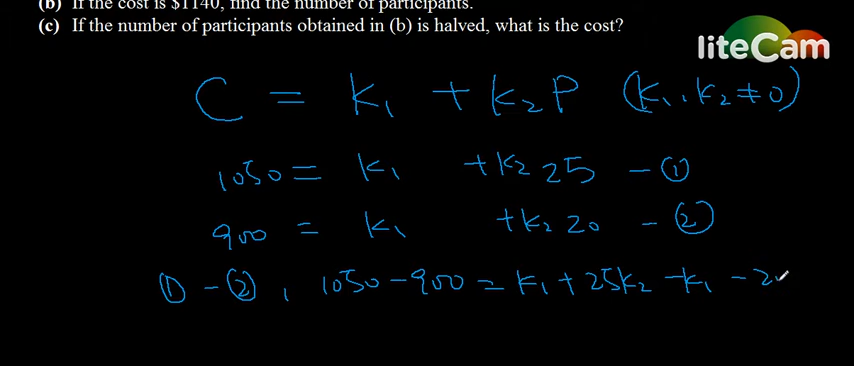 (b) If the cost is $1140, find the number of participants.
(c) If the number of participants obtained in (b) is halved, what is the cost?
liteCam
C = k₁ + k₂P (k₁, k₂ ≠ 0)
1050 = k₁ + k₂ 25 — ①
900 = k₁ + k₂ 20 — ②
① - ②, 1050 - 900 = k₁ + 25k₂ - k₁ - 20